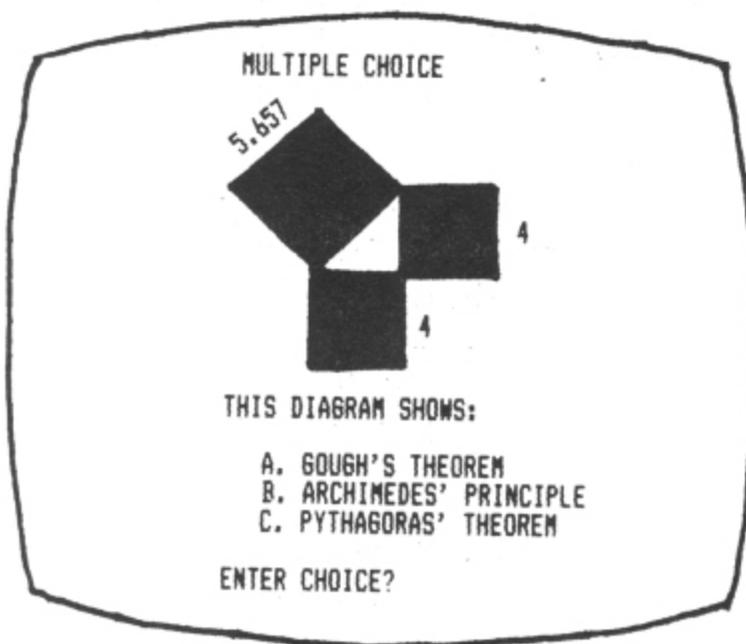 MULTIPLE CHOICE
5.657
4
4
THIS DIAGRAM SHOWS:
A. GOUGH'S THEOREM
B. ARCHIMEDES' PRINCIPLE
C. PYTHAGORAS' THEOREM
ENTER CHOICE?